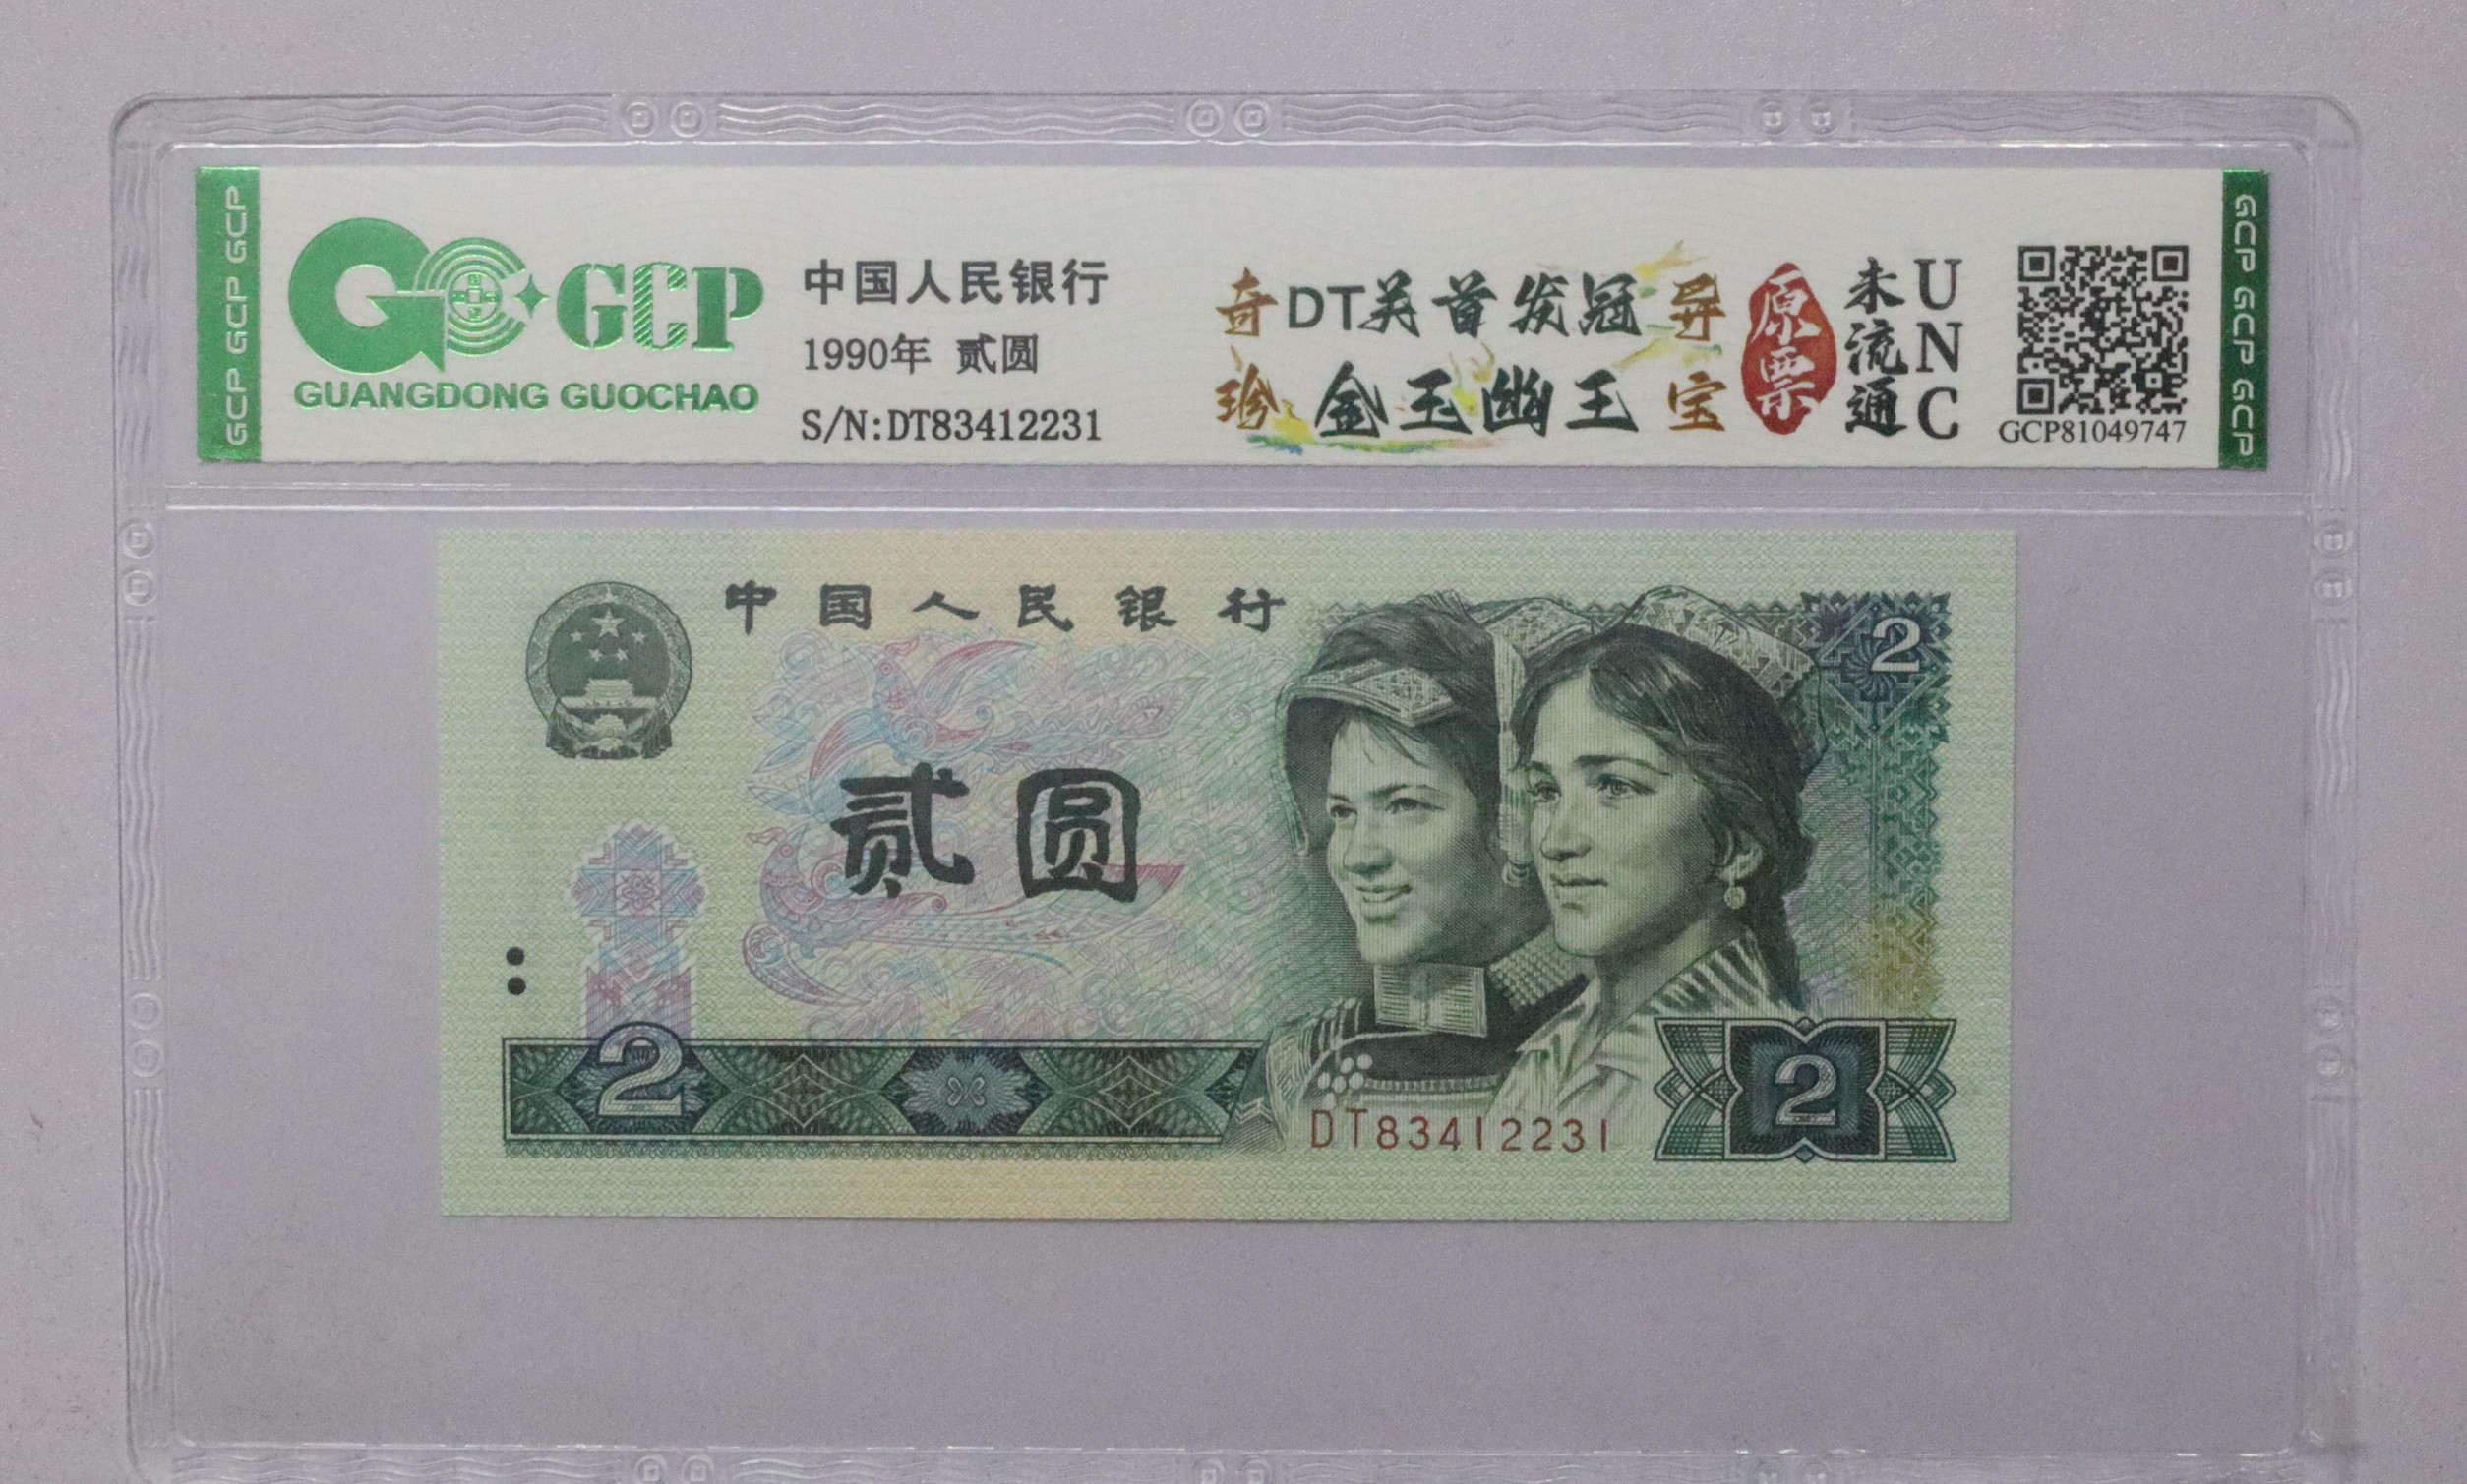 GCP GCP GCP
GCP
GUANGDONG GUOCHAO
中国人民银行
1990年 贰圆
S/N:DT83412231
奇DT关首发冠异
珍金玉幽王宝
原票
未流通
UNC
GCP81049747
GCP GCP GCP
中国人民银行
2
贰圆
2
DT83412231
2